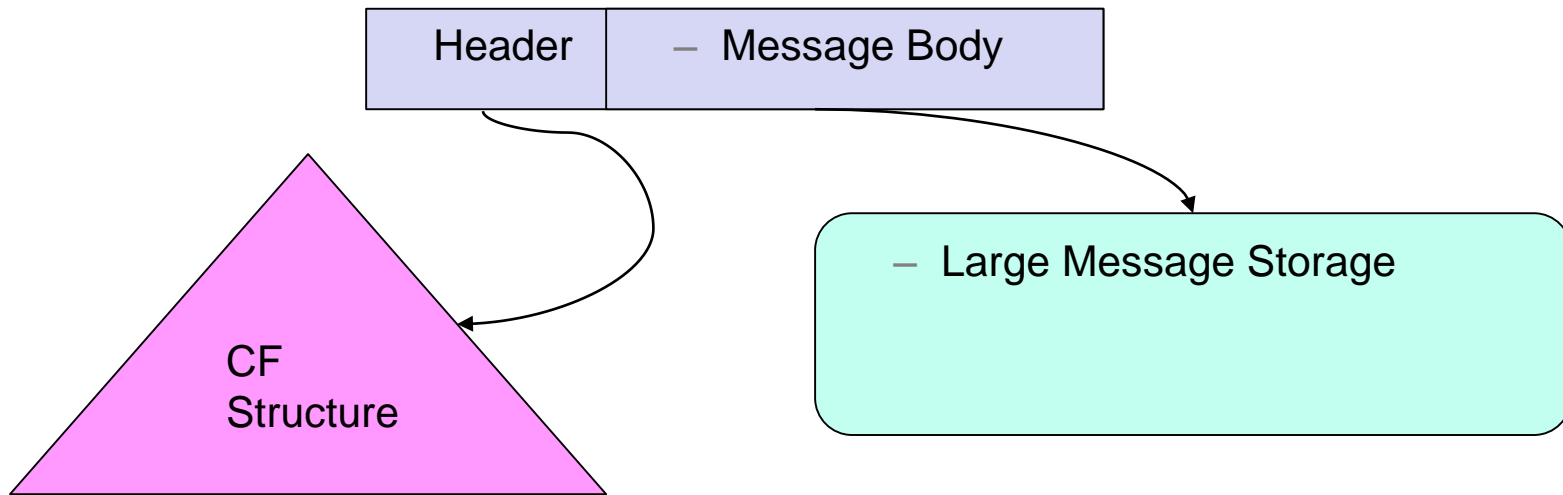 Header
– Message Body
– Large Message Storage
CF
Structure